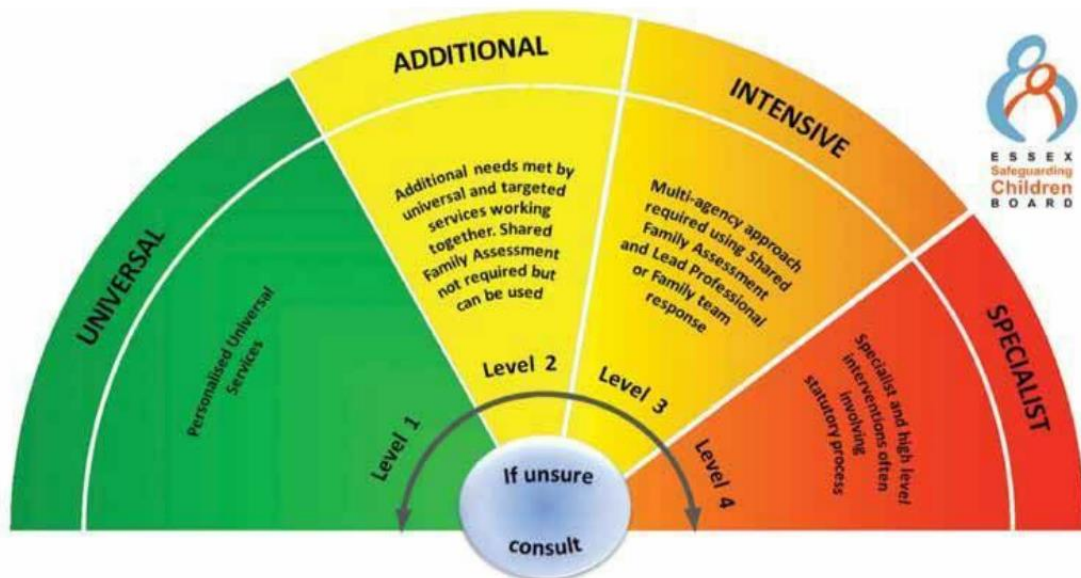 UNIVERSAL
Personalised Universal
Services
Level 1
ADDITIONAL
Additional needs met by
universal and targeted
services working
together. Shared
Family Assessment
not required but
can be used
Level 2
INTENSIVE
Multi-agency approach
required using Shared
Family Assessment
and Lead Professional
or Family team
response
Level 3
SPECIALIST
Specialist and high level
interventions often
involving
statutory process
Level 4
If unsure
consult
ESSEX
Safeguarding
Children
BOARD